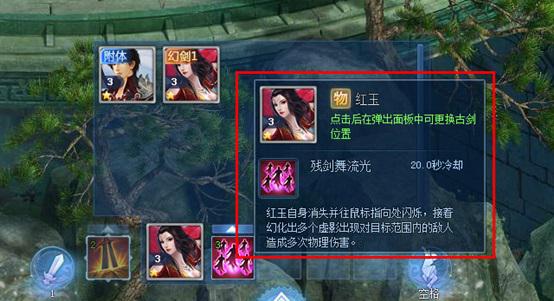 附体
3
幻剑1
3
3
物 红玉
点击后在弹出面板中可更换古剑
位置
残剑舞流光 20.0秒冷却
红玉自身消失并往鼠标指向处闪烁，接着
幻化出多个虚影出现对目标范围内的敌人
造成多次物理伤害。
2
3
3
1
空格